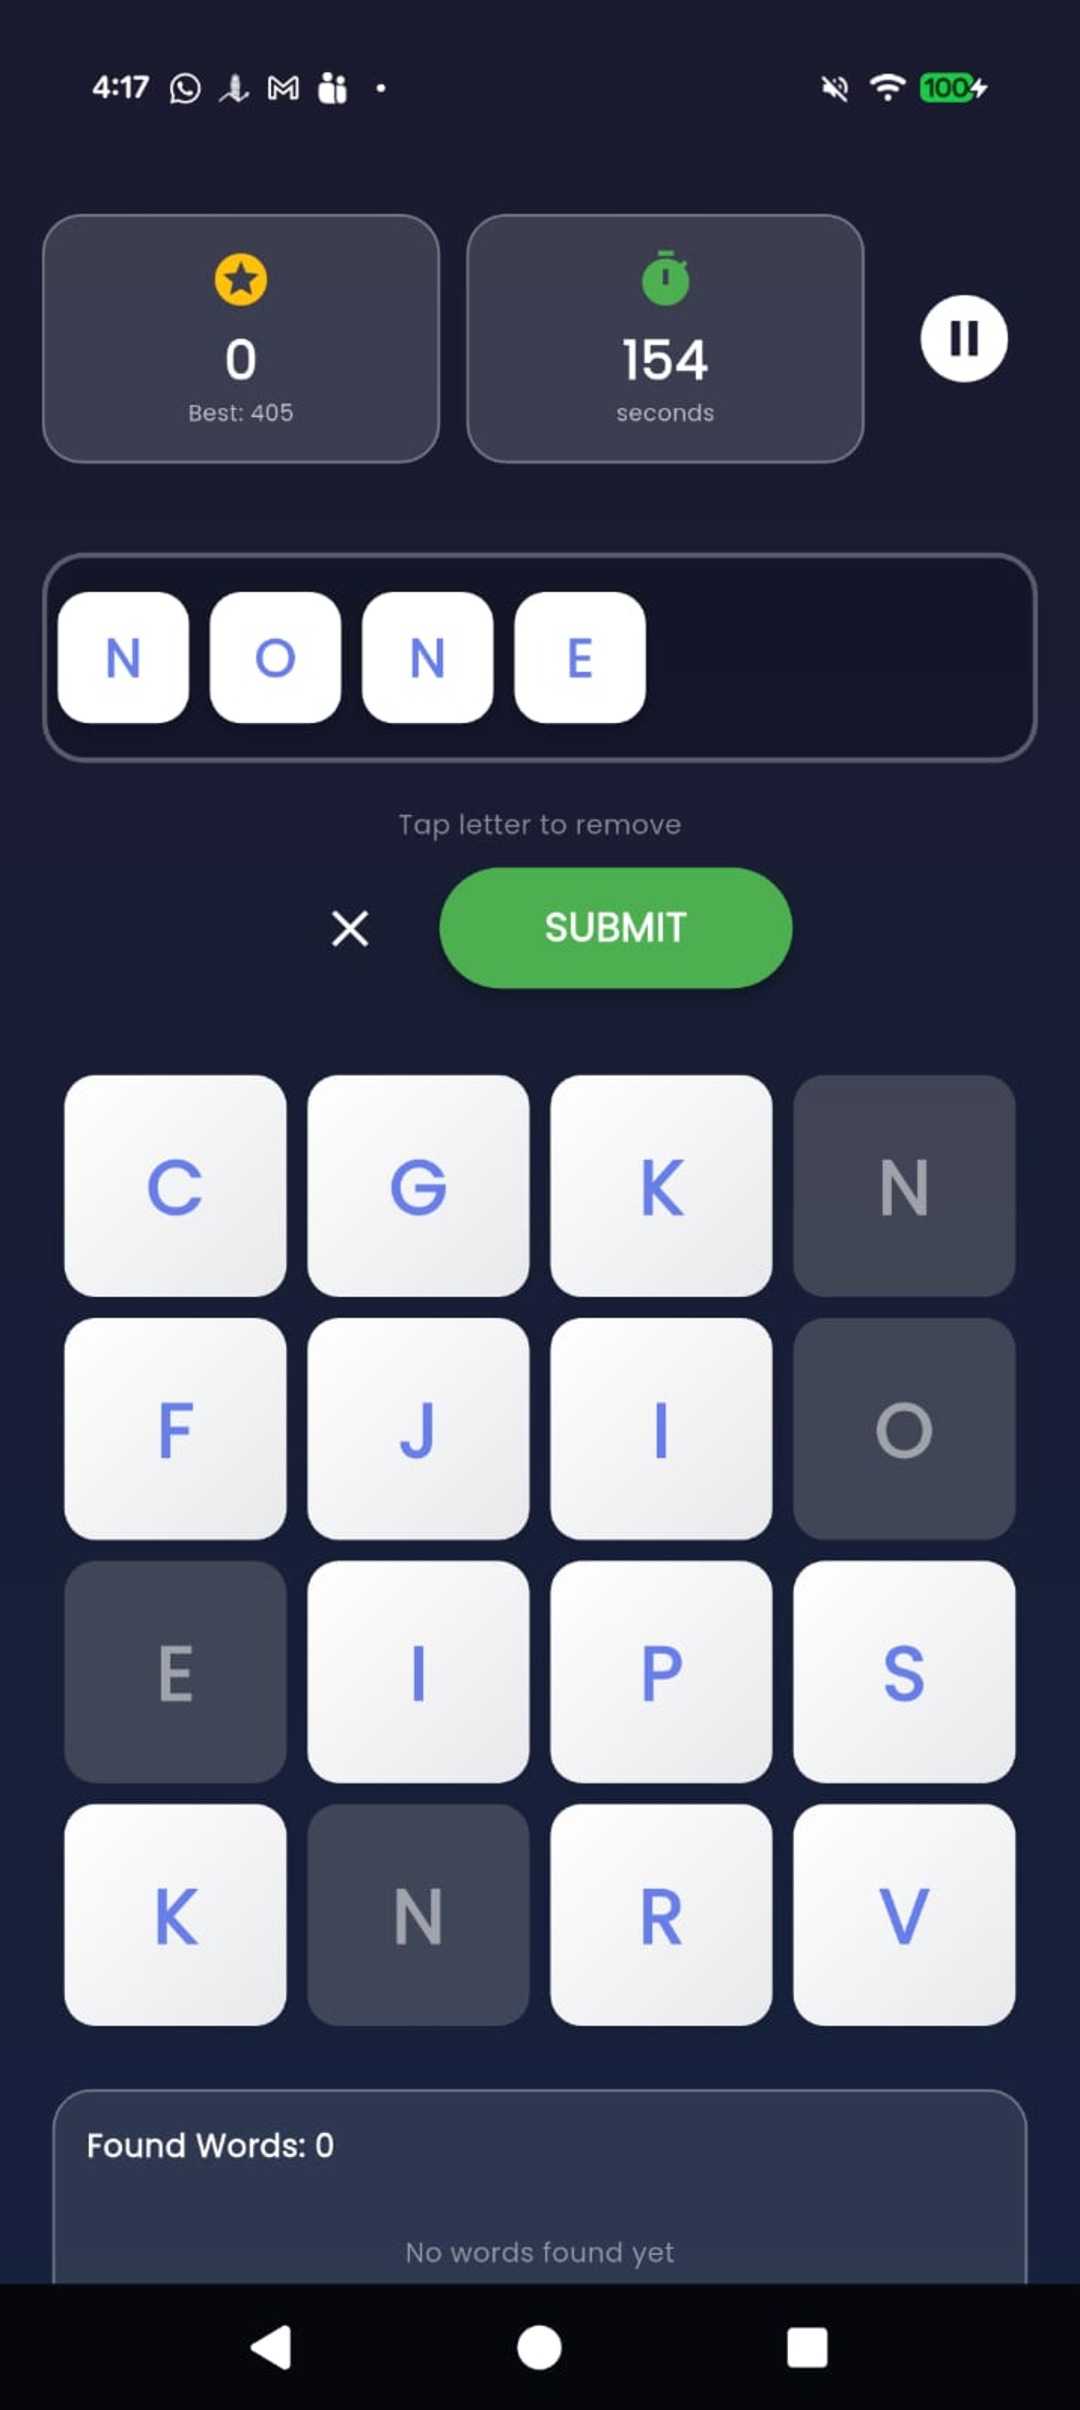 4:17 100
0 154
Best: 405 seconds
N O N E
Tap letter to remove
SUBMIT
C G K N
F J I O
E I P S
K N R V
Found Words: 0
No words found yet